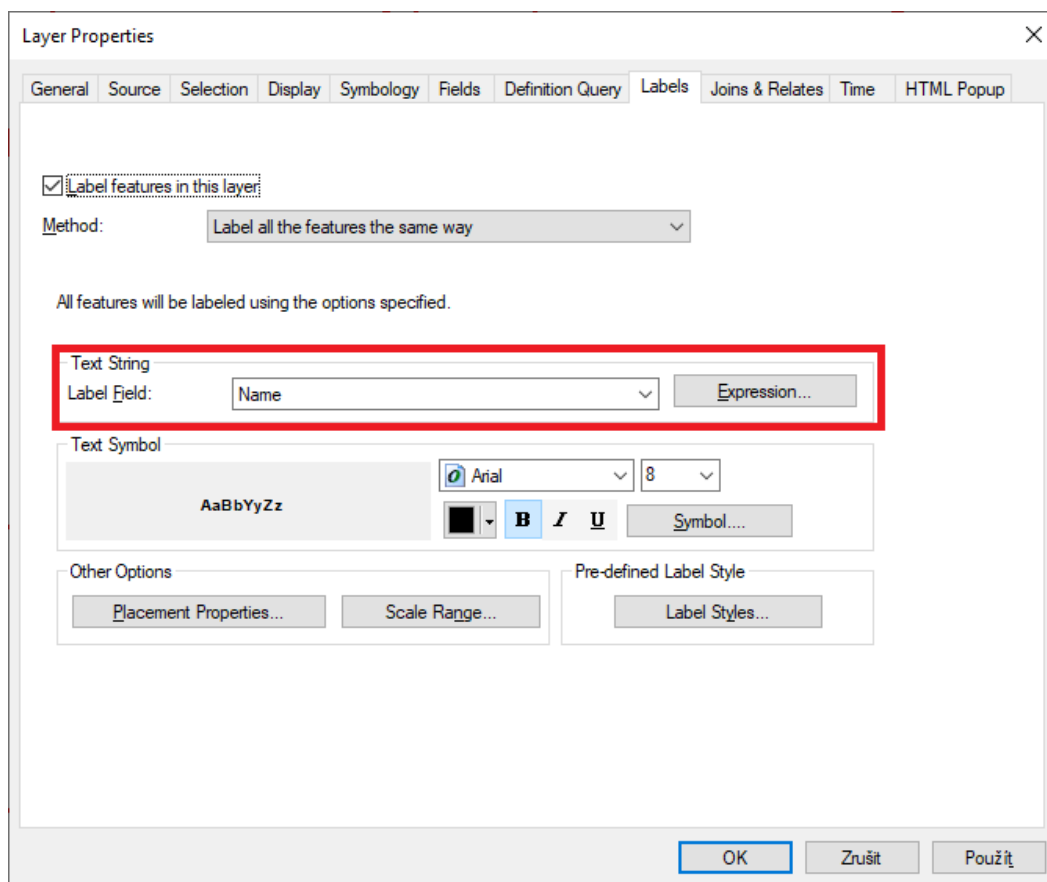 Layer Properties
General Source Selection Display Symbology Fields Definition Query Labels Joins & Relates Time HTML Popup
Label features in this layer
Method: Label all the features the same way
All features will be labeled using the options specified.
Text String
Label Field: Name Expression...
Text Symbol
AaBbYyZz
Arial 8
B I U Symbol....
Other Options Pre-defined Label Style
Placement Properties... Scale Range... Label Styles...
OK Zrušit Použít